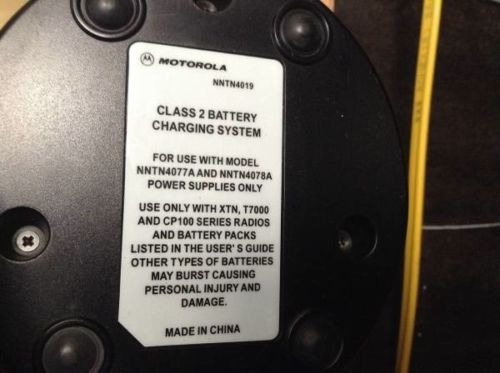 MOTOROLA
NNTN4019
CLASS 2 BATTERY
CHARGING SYSTEM
FOR USE WITH MODEL
NNTN4077A AND NNTN4078A
POWER SUPPLIES ONLY
USE ONLY WITH XTN, T7000
AND CP100 SERIES RADIOS
AND BATTERY PACKS
LISTED IN THE USER' S GUIDE
OTHER TYPES OF BATTERIES
MAY BURST CAUSING
PERSONAL INJURY AND
DAMAGE.
MADE IN CHINA